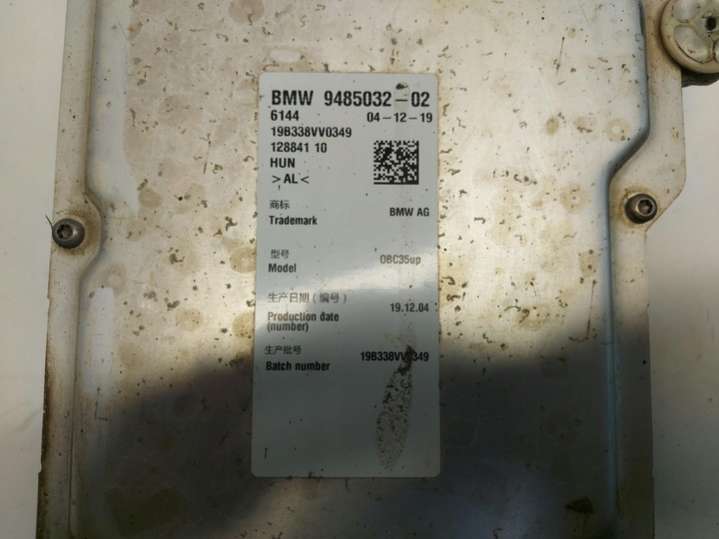 BMW 9485032-02
6144 04-12-19
19B338VV0349
128841 10
HUN
>AL<
商标
Trademark BMW AG
型号
Model OBC35up
生产日期（编号）
Production date 19.12.04
(number)
生产批号
Batch number 19B338VV0349